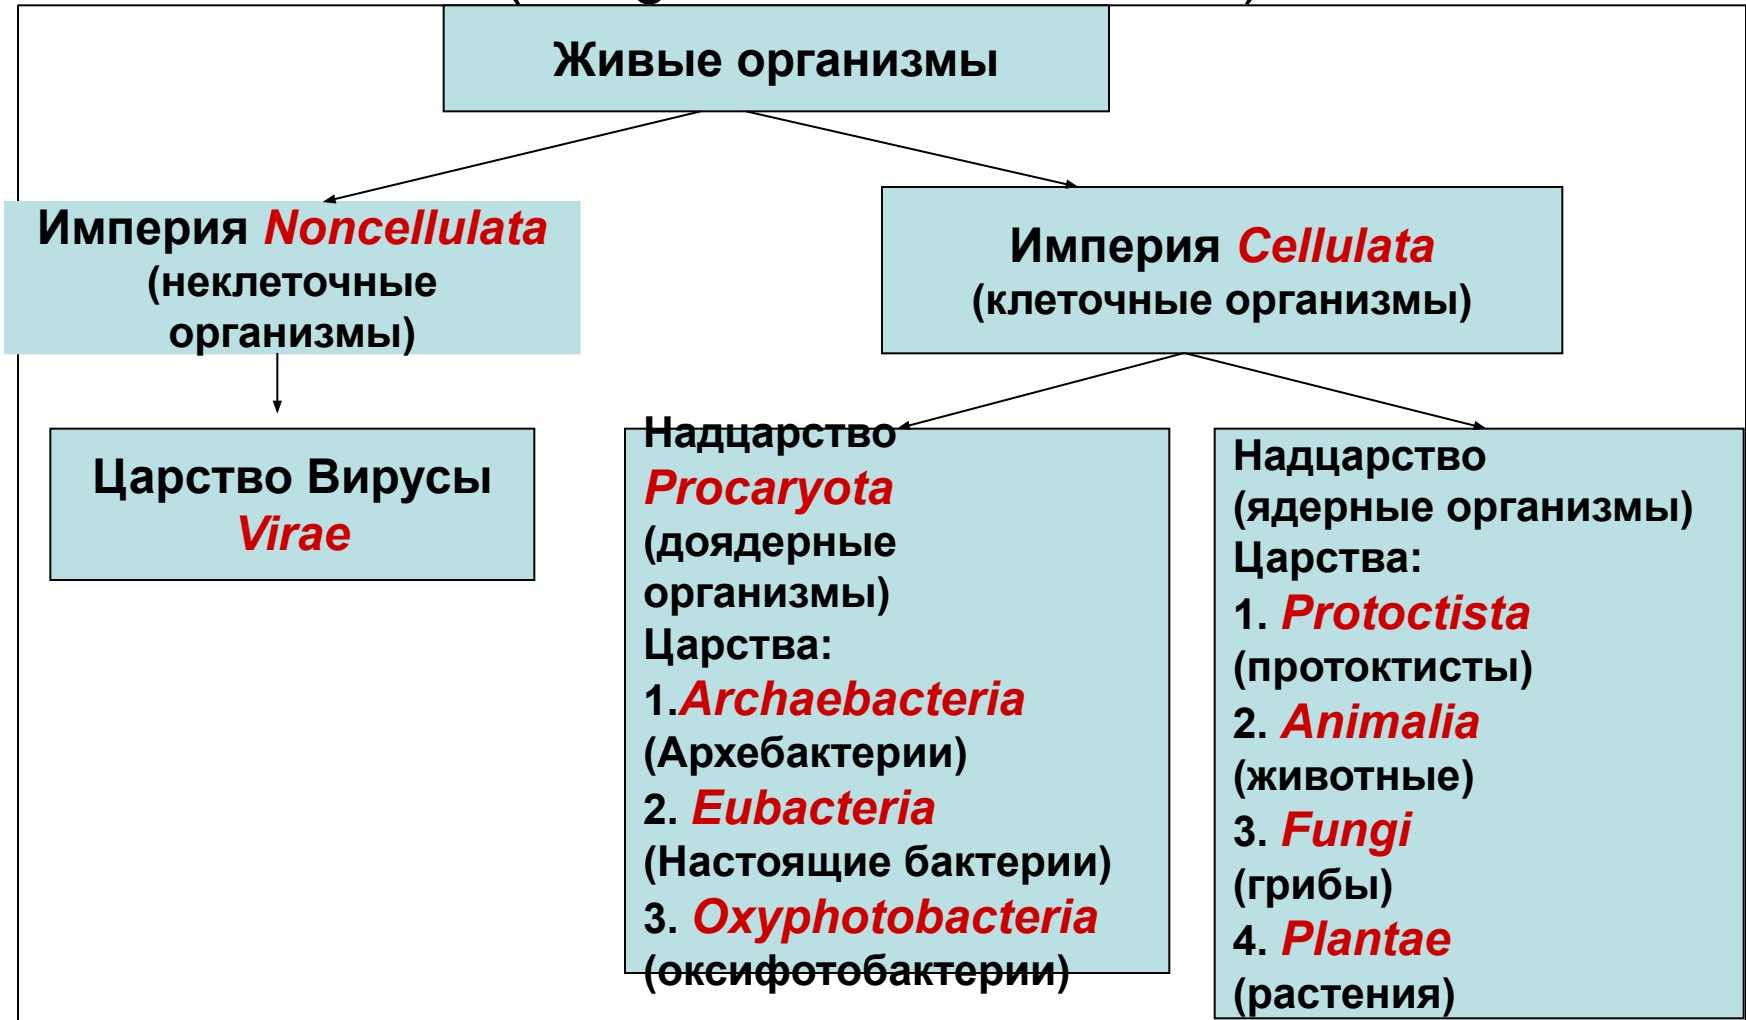 Живые организмы
Империя Noncellulata
(неклеточные
организмы)
Империя Cellulata
(клеточные организмы)
Царство Вирусы
Virae
Надцарство
Procaryota
(доядерные
организмы)
Царства:
1.Archaebacteria
(Архебактерии)
2. Eubacteria
(Настоящие бактерии)
3. Oxyphotobacteria
(оксифотобактерии)
Надцарство
(ядерные организмы)
Царства:
1. Protoctista
(протоктисты)
2. Animalia
(животные)
3. Fungi
(грибы)
4. Plantae
(растения)